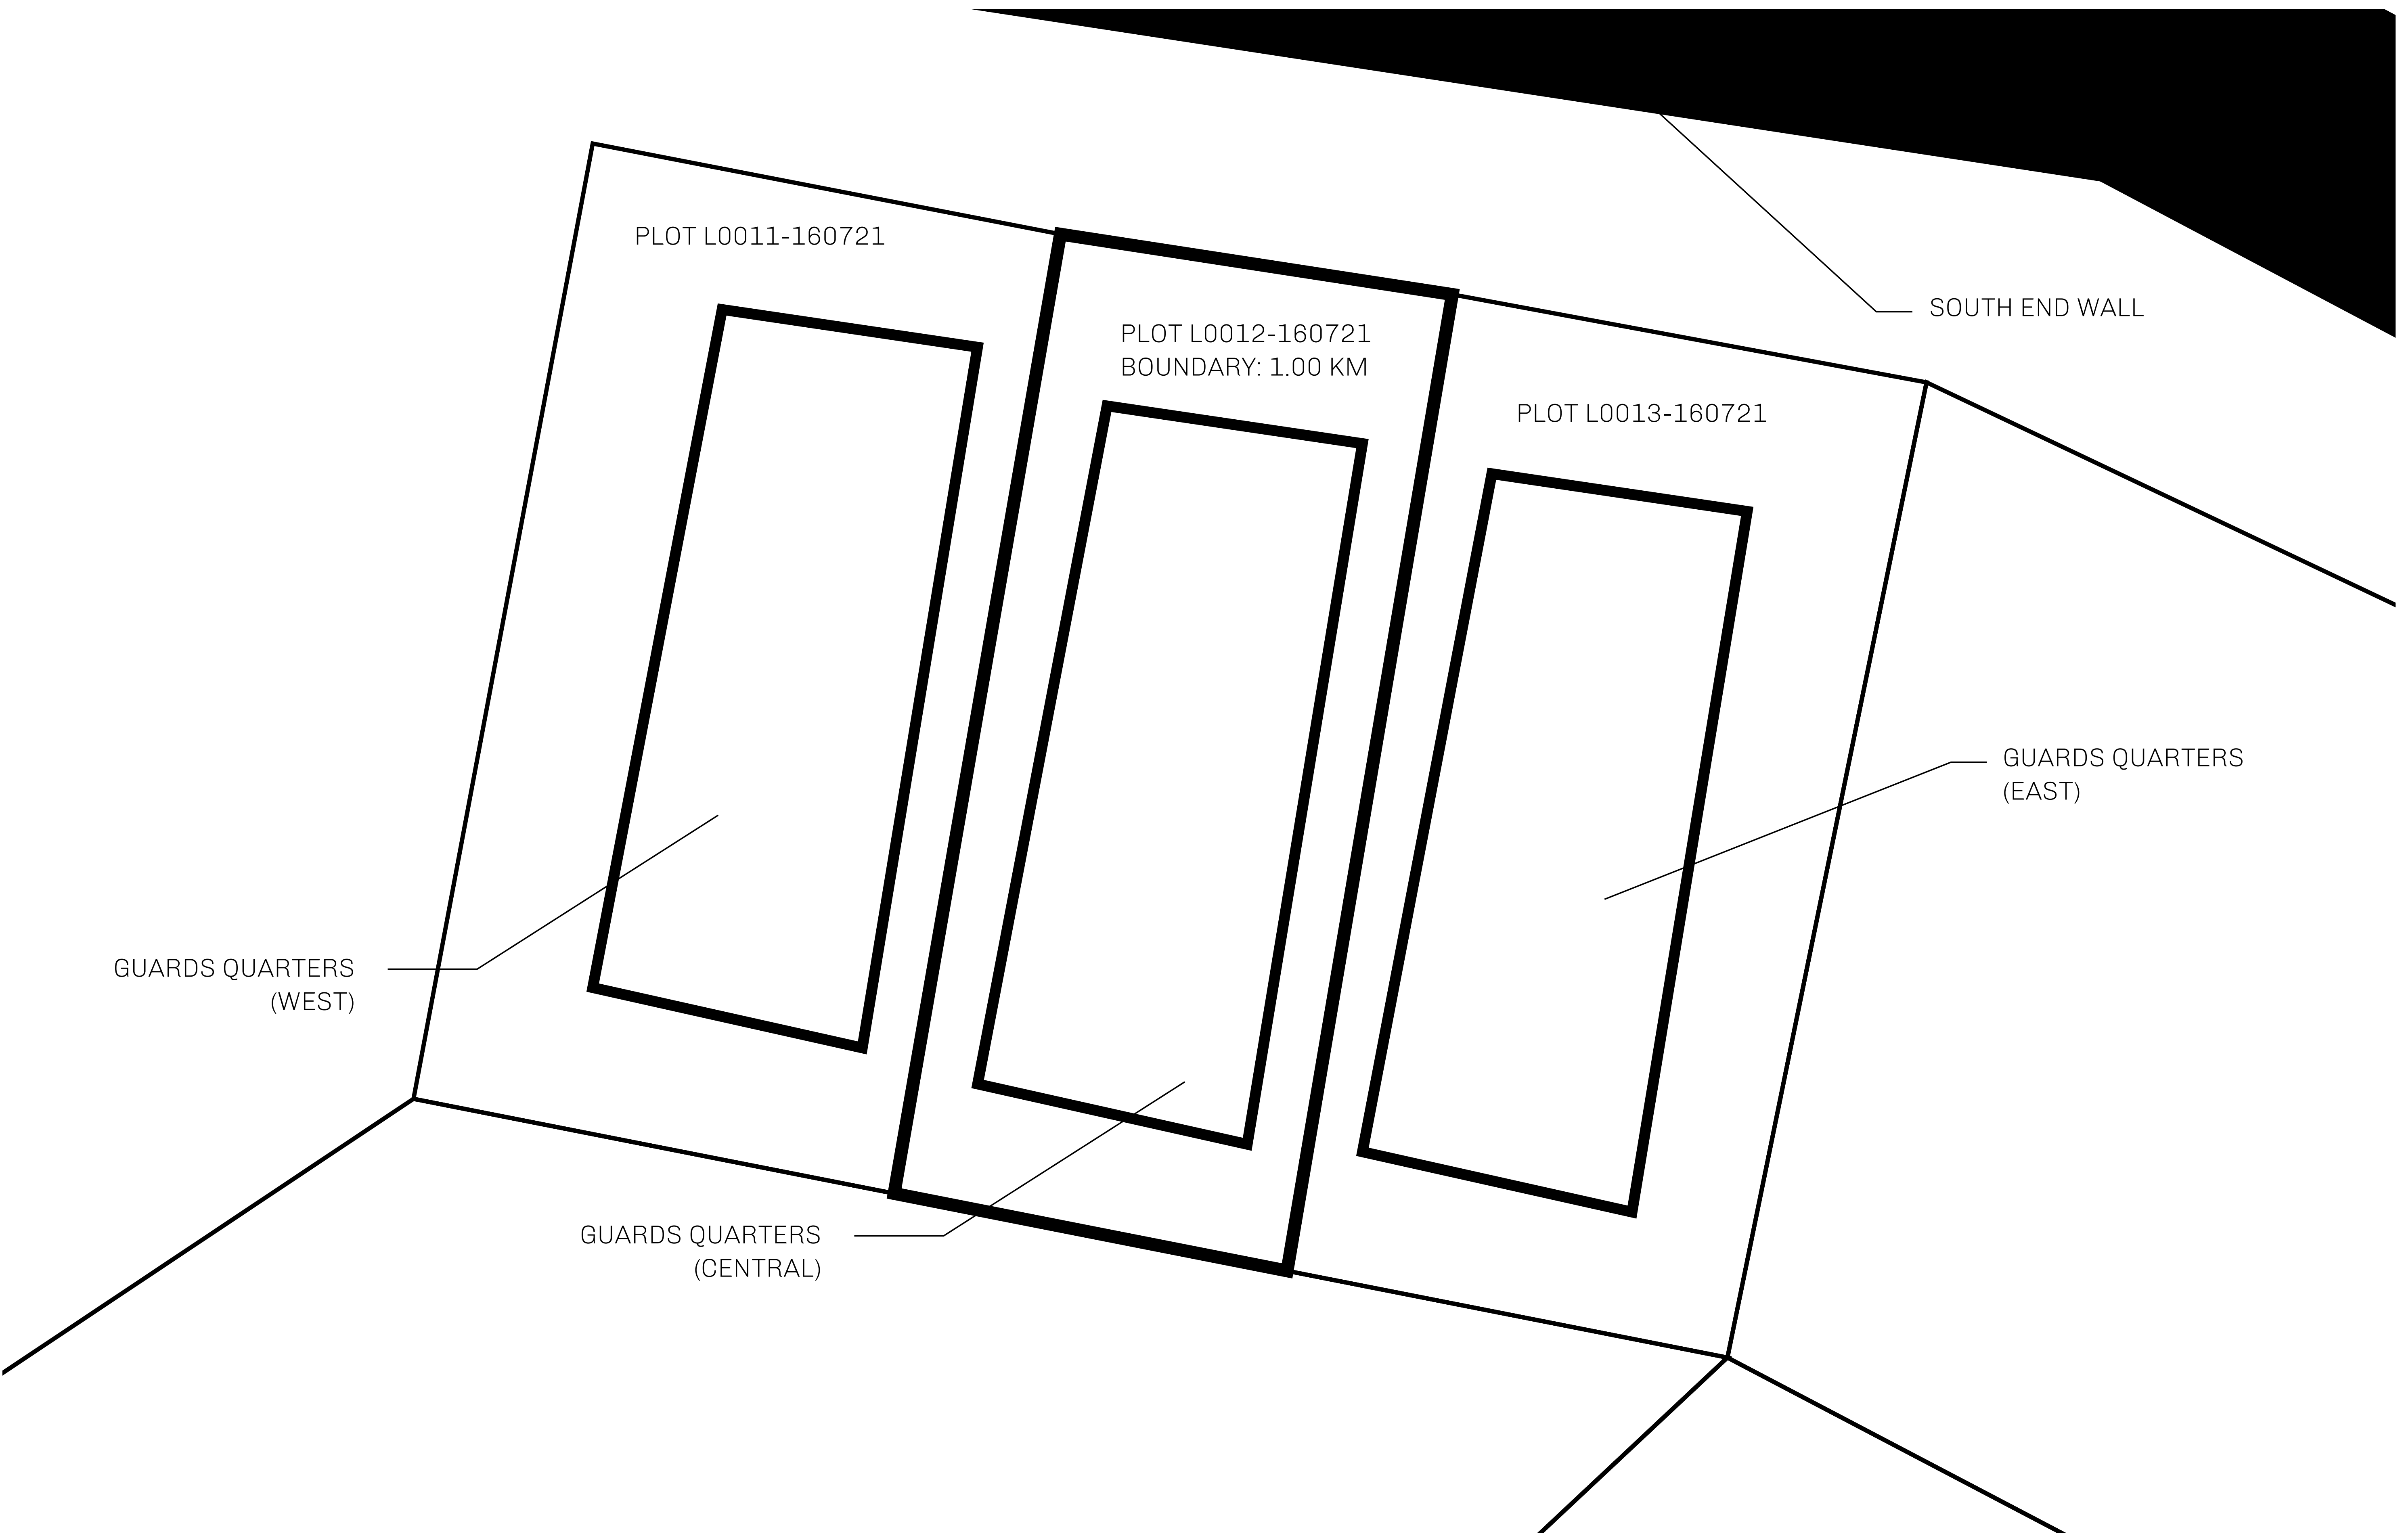 PLOT L0011-160721
SOUTH END WALL
PLOT L0012-160721
BOUNDARY: 1.00 KM
PLOT L0013-160721
GUARDS QUARTERS
(EAST)
GUARDS QUARTERS
(WEST)
GUARDS QUARTERS
(CENTRAL)